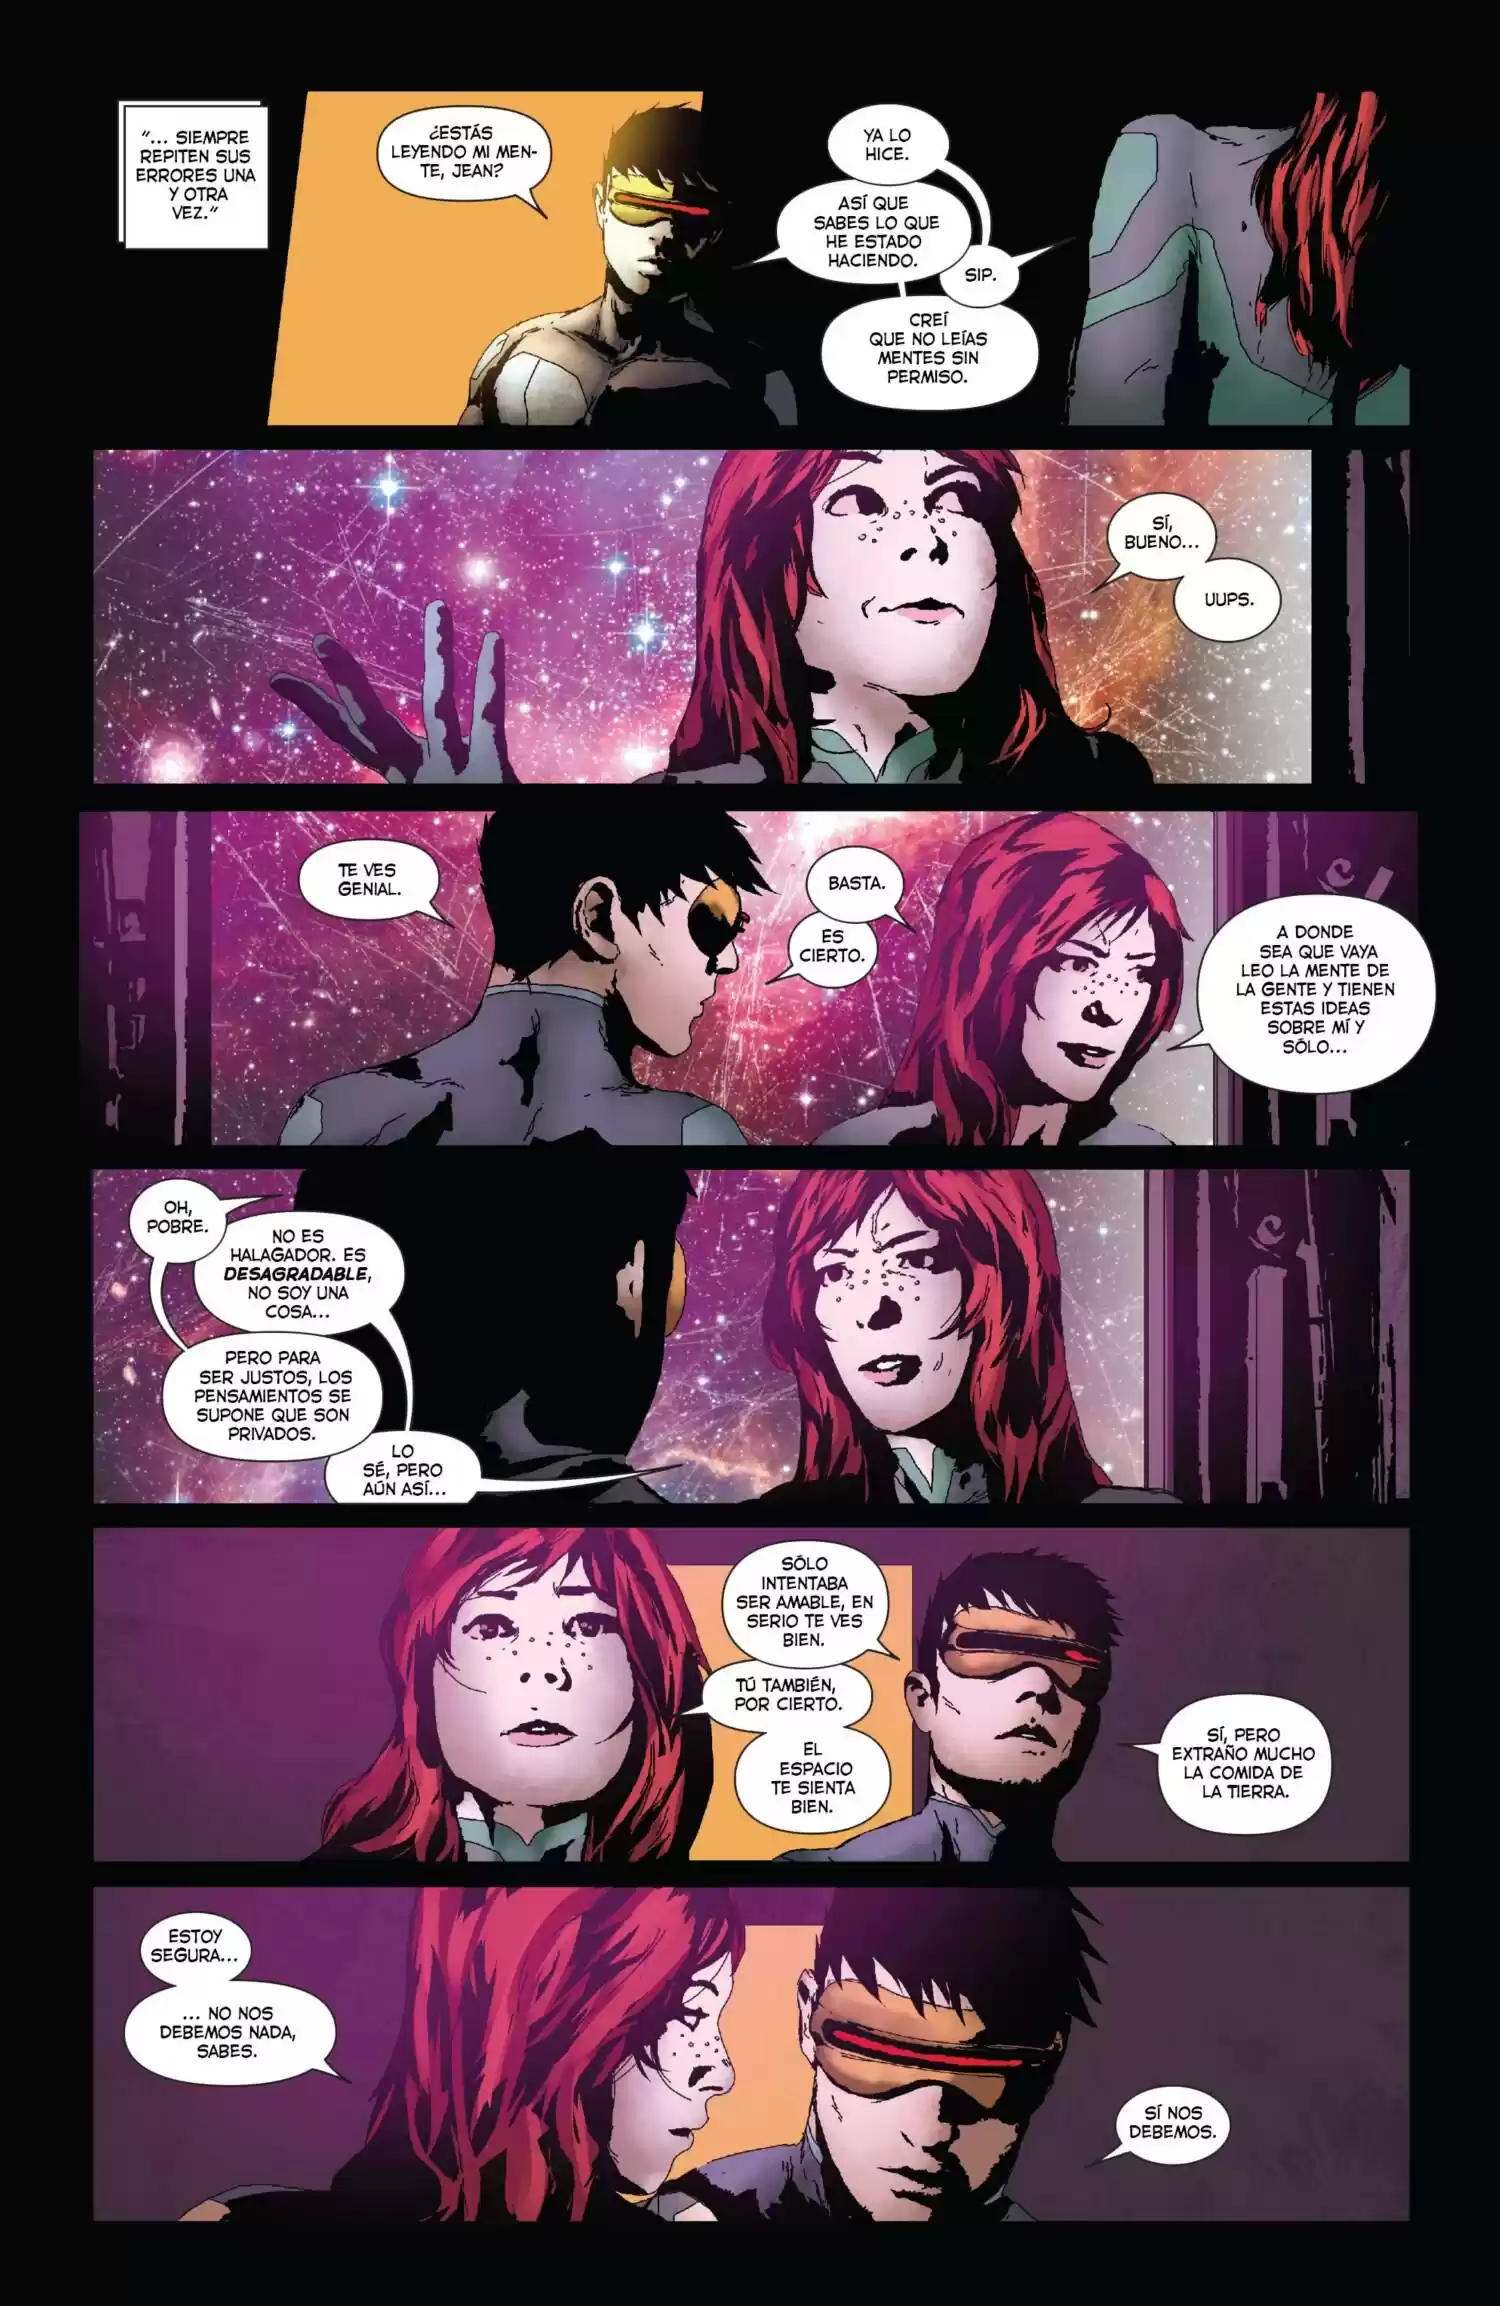 “... SIEMPRE
REPITEN SUS
ERRORES UNA
Y OTRA
VEZ.“
¿ESTÁS
LEYENDO MI MEN-
TE, JEAN?
YA LO
HICE.
ASÍ QUE
SABES LO QUE
HE ESTADO
HACIENDO.
SIP.
CREÍ
QUE NO LEÍAS
MENTES SIN
PERMISO.
SÍ,
BUENO...
UUPS.
TE VES
GENIAL.
BASTA.
ES
CIERTO.
A DONDE
SEA QUE VAYA
LEO LA MENTE DE
LA GENTE Y TIENEN
ESTAS IDEAS
SOBRE MÍ Y
SÓLO...
OH,
POBRE.
NO ES
HALAGADOR. ES
DESAGRADABLE,
NO SOY UNA
COSA...
PERO PARA
SER JUSTOS, LOS
PENSAMIENTOS SE
SUPONE QUE SON
PRIVADOS.
LO
SÉ, PERO
AÚN ASÍ...
SÓLO
INTENTABA
SER AMABLE, EN
SERIO TE VES
BIEN.
TÚ TAMBIÉN,
POR CIERTO.
EL
ESPACIO
TE SIENTA
BIEN.
SÍ, PERO
EXTRAÑO MUCHO
LA COMIDA DE
LA TIERRA.
ESTOY
SEGURA...
... NO NOS
DEBEMOS NADA,
SABES.
SÍ NOS
DEBEMOS.